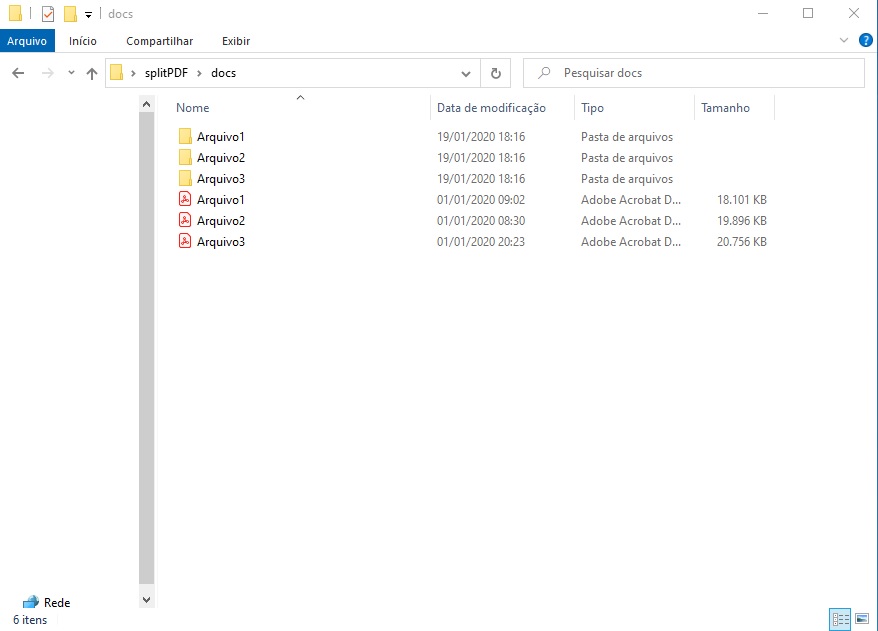 docs
Arquivo Início Compartilhar Exibir
splitPDF docs Pesquisar docs
Nome Data de modificação Tipo Tamanho
Arquivo1 19/01/2020 18:16 Pasta de arquivos
Arquivo2 19/01/2020 18:16 Pasta de arquivos
Arquivo3 19/01/2020 18:16 Pasta de arquivos
Arquivo1 01/01/2020 09:02 Adobe Acrobat D... 18.101 KB
Arquivo2 01/01/2020 08:30 Adobe Acrobat D... 19.896 KB
Arquivo3 01/01/2020 20:23 Adobe Acrobat D... 20.756 KB
Rede
6 itens